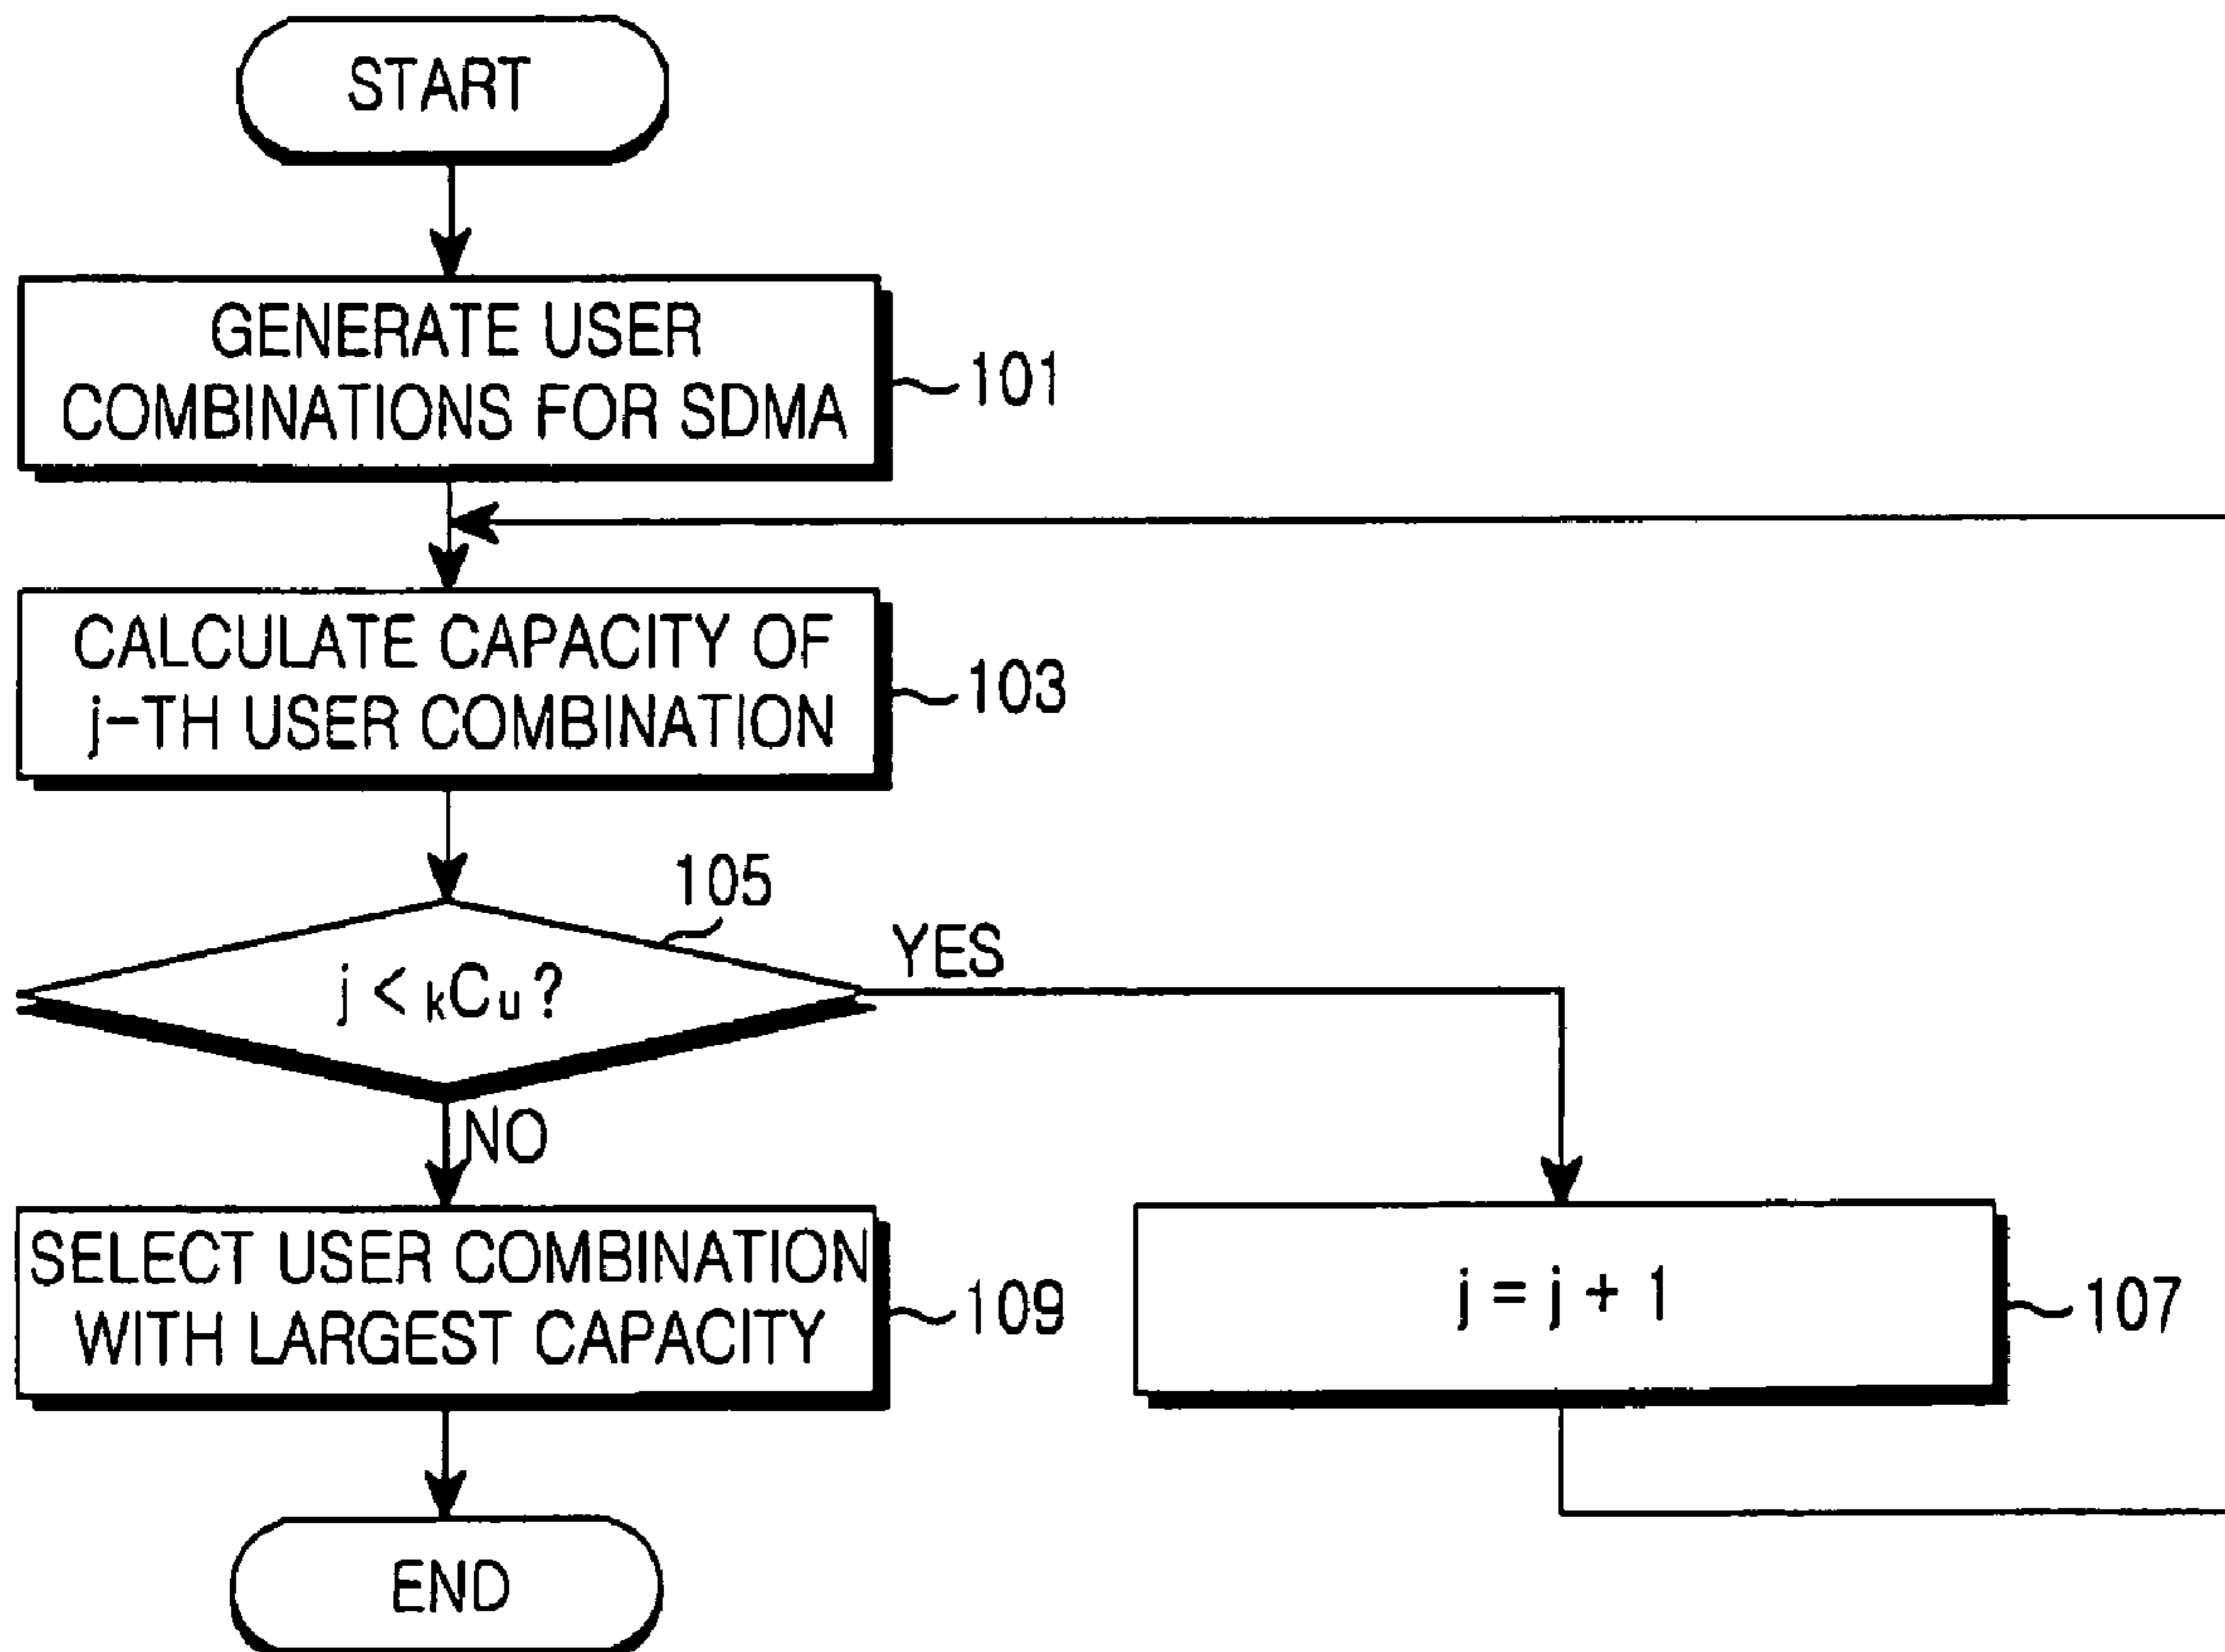 START
GENERATE USER
COMBINATIONS FOR SDMA
101
CALCULATE CAPACITY OF
j-TH USER COMBINATION
103
105
j < kCu ?
YES
NO
SELECT USER COMBINATION
WITH LARGEST CAPACITY
109
j = j + 1
107
END